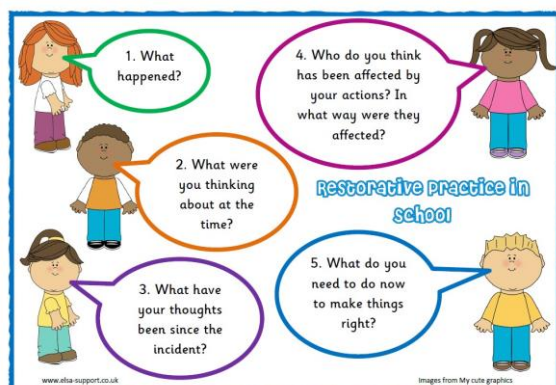 1. What
happened?
2. What were
you thinking
about at the
time?
3. What have
your thoughts
been since the
incident?
4. Who do you think
has been affected by
your actions? In
what way were they
affected?
Restorative Practice in
School
5. What do you
need to do now
to make things
right?
www.elsa-support.co.uk
Images from My cute graphics